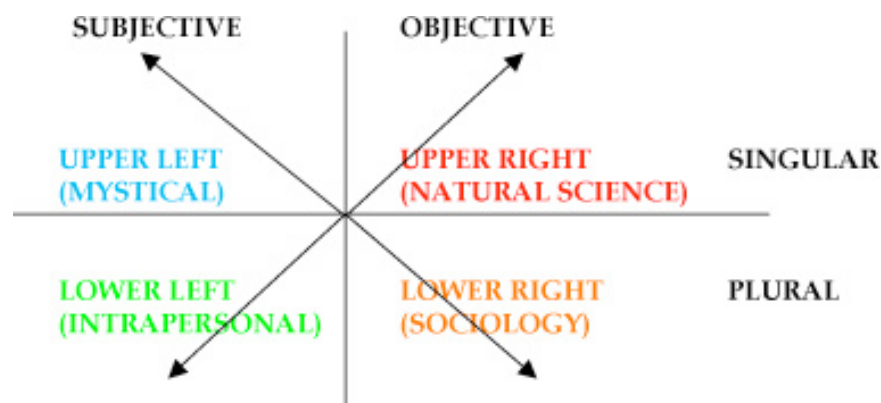 SUBJECTIVE OBJECTIVE
UPPER LEFT UPPER RIGHT SINGULAR
(MYSTICAL) (NATURAL SCIENCE)
LOWER LEFT LOWER RIGHT PLURAL
(INTRAPERSONAL) (SOCIOLOGY)